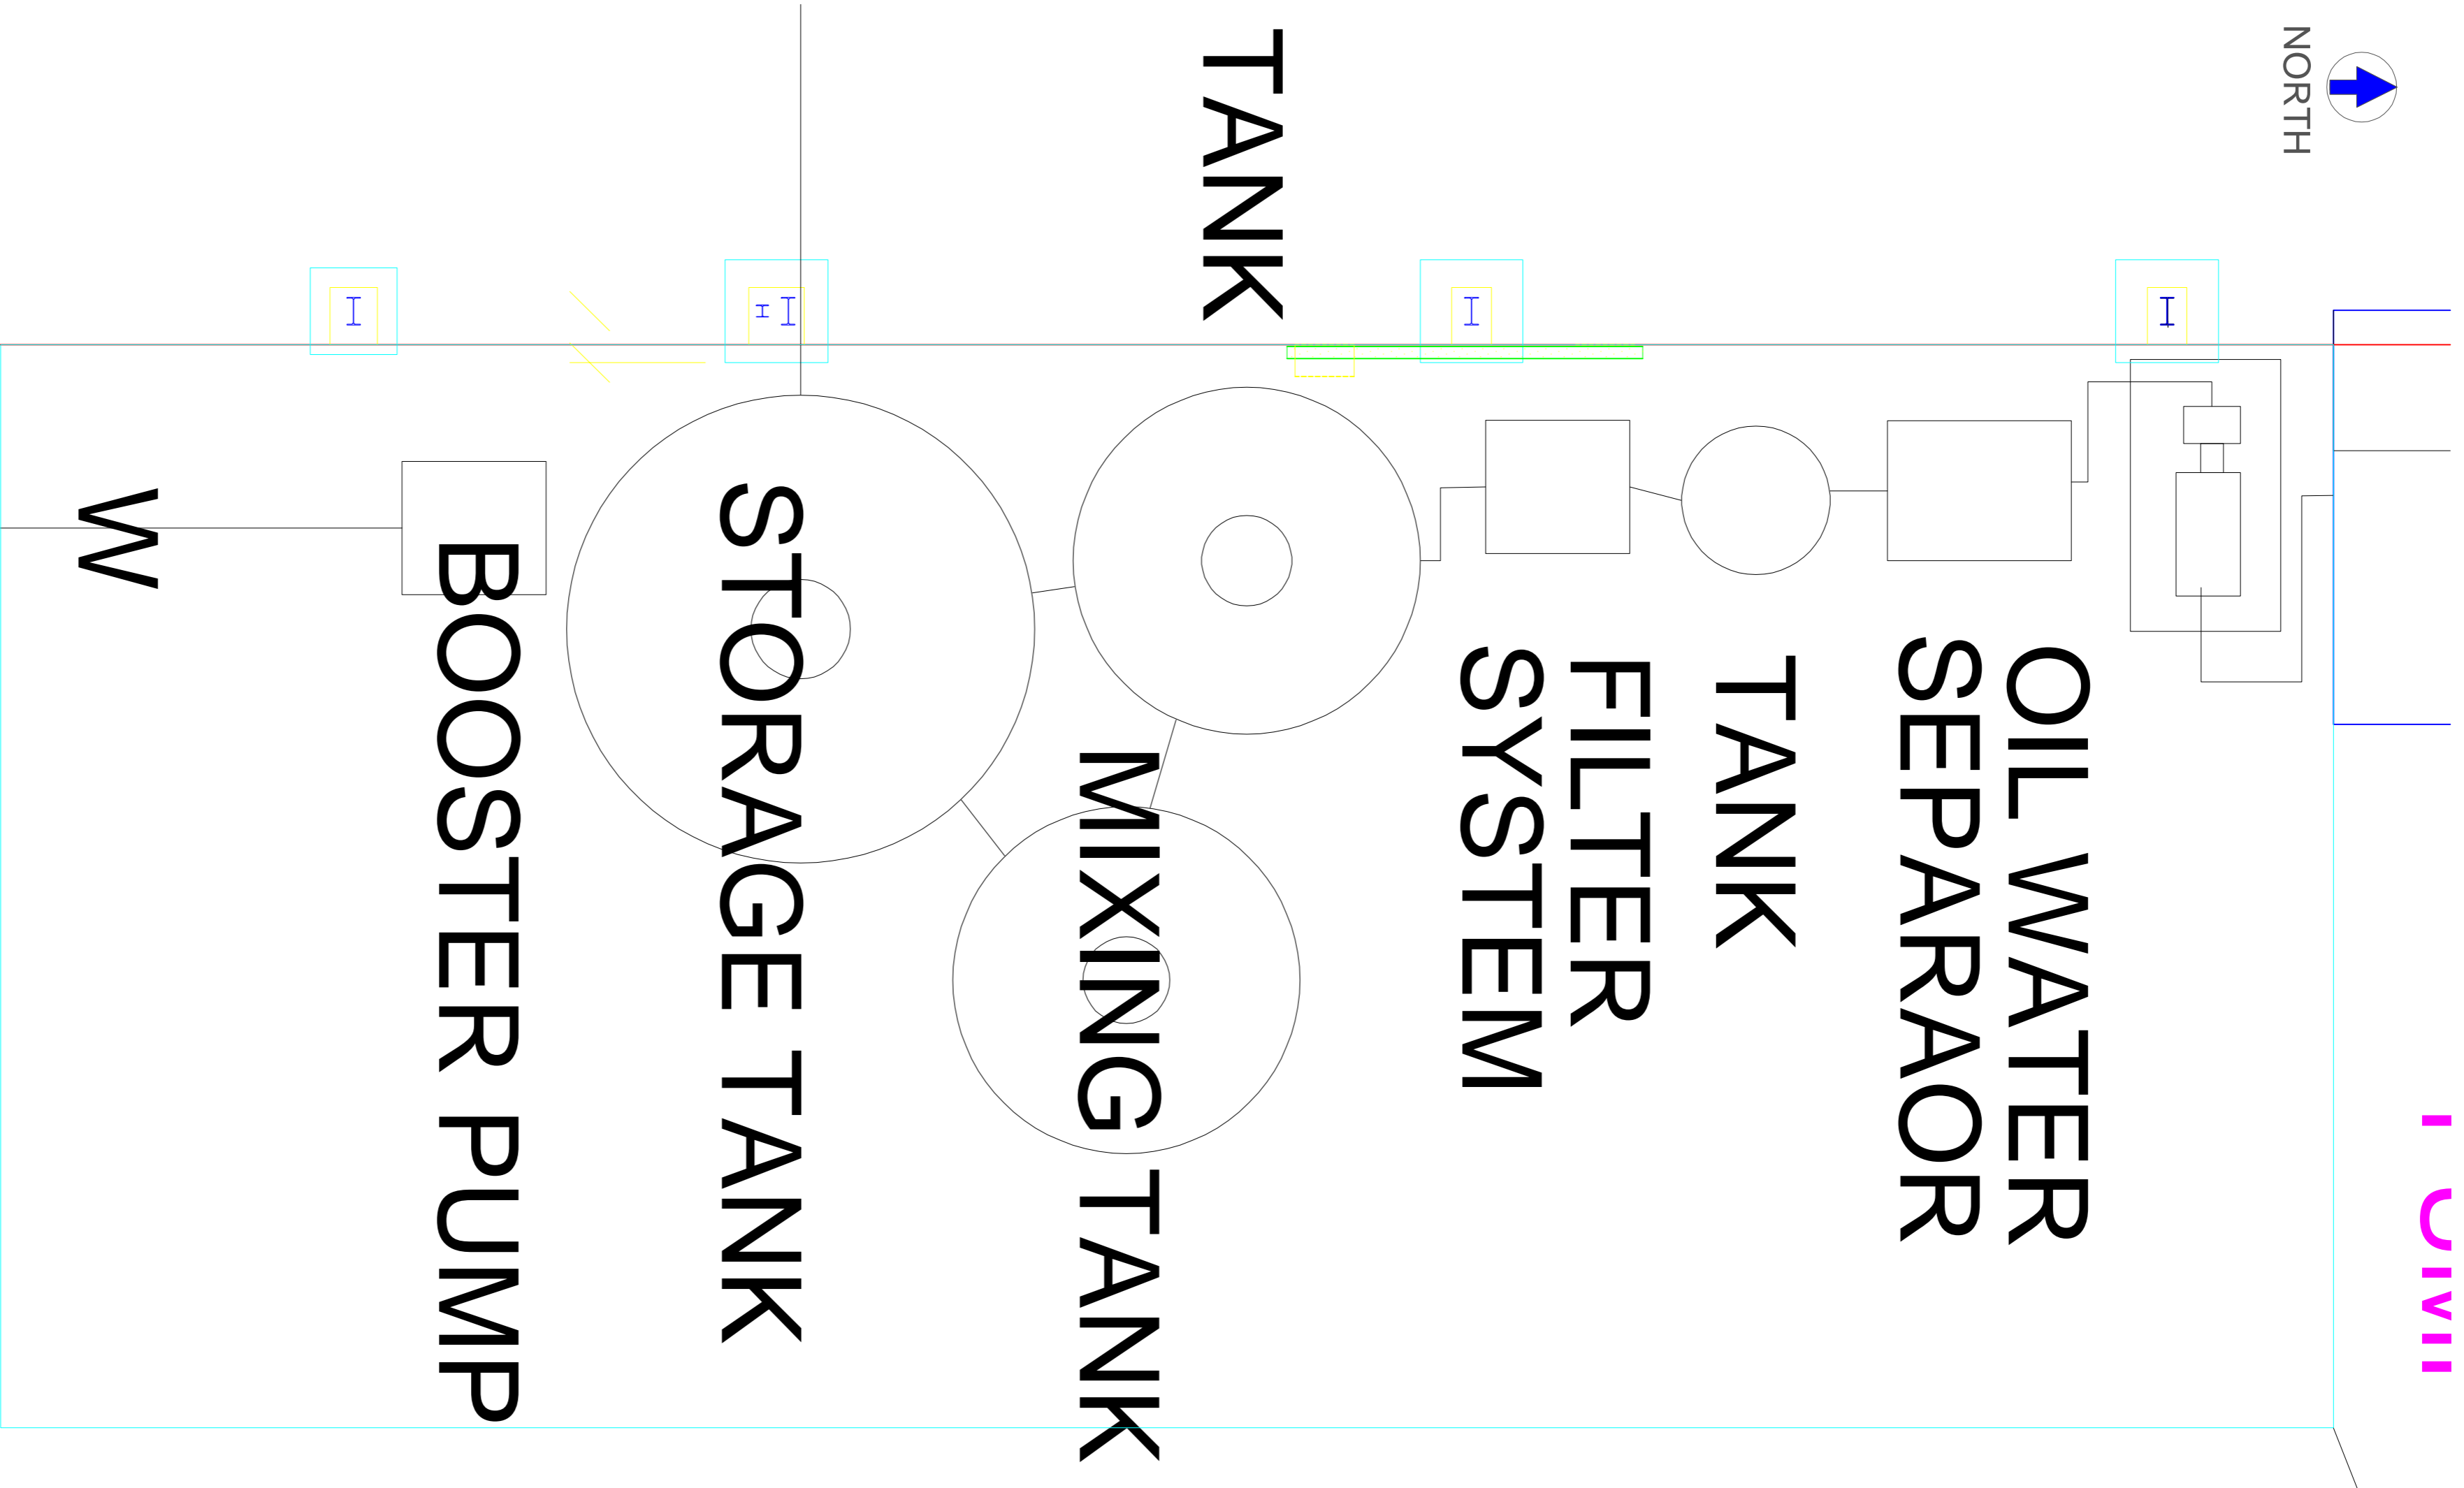 NORTH
OIL WATER
SEPARAOR
TANK
FILTER
SYSTEM
TANK
MIXING TANK
STORAGE TANK
BOOSTER PUMP
W